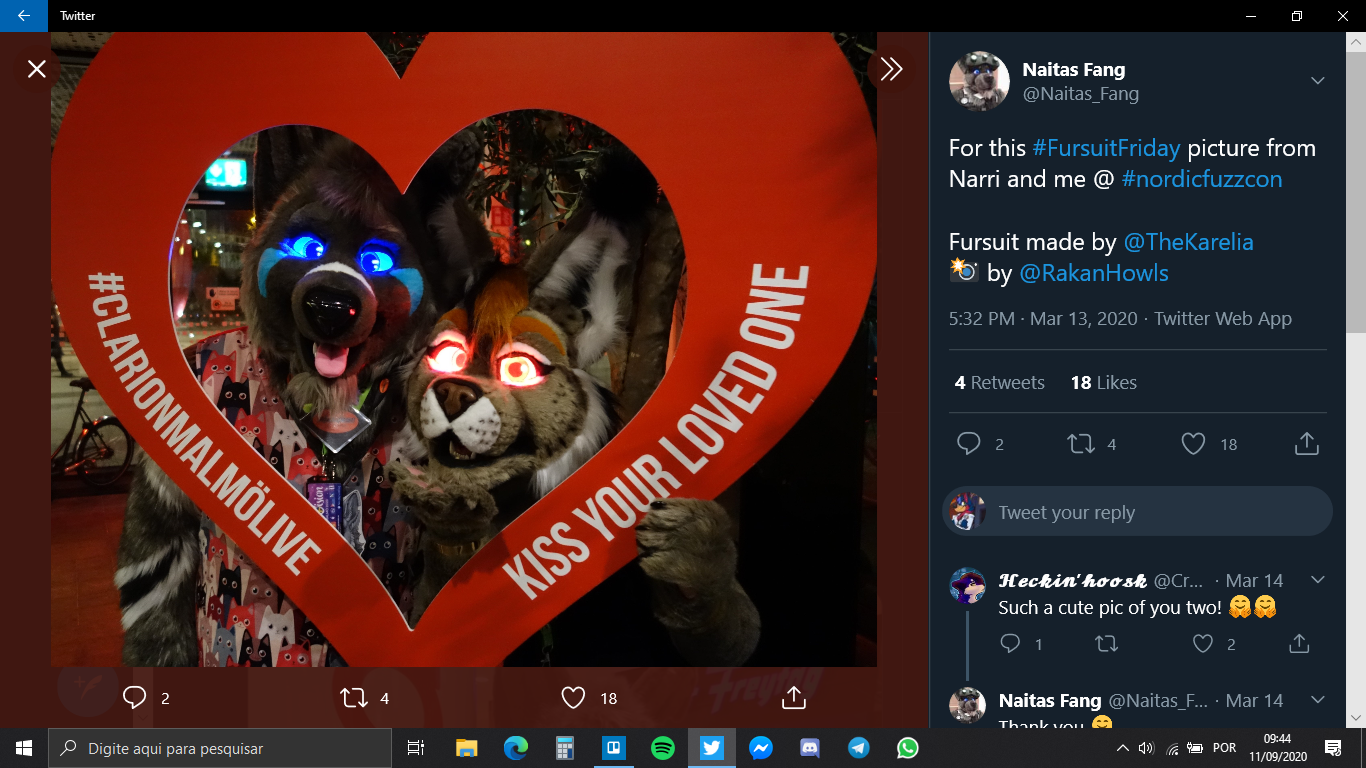 Twitter
#CLARIONMALMÖLIVE
KISS YOUR LOVED ONE
2
4
18
Naitas Fang
@Naitas_Fang
For this #FursuitFriday picture from
Narri and me @ #nordicfuzzcon
Fursuit made by @TheKarelia
📸 by @RakanHowls
5:32 PM · Mar 13, 2020 · Twitter Web App
4 Retweets 18 Likes
2 4 18
Tweet your reply
𝓗𝓮𝓬𝓴𝓲𝓷'𝓱𝓸𝓸𝓼𝓴 @Cr... · Mar 14
Such a cute pic of you two! 🤗🤗
1 2
Naitas Fang @Naitas_F... · Mar 14
Thank you 🤗
Digite aqui para pesquisar
POR
09:44
11/09/2020